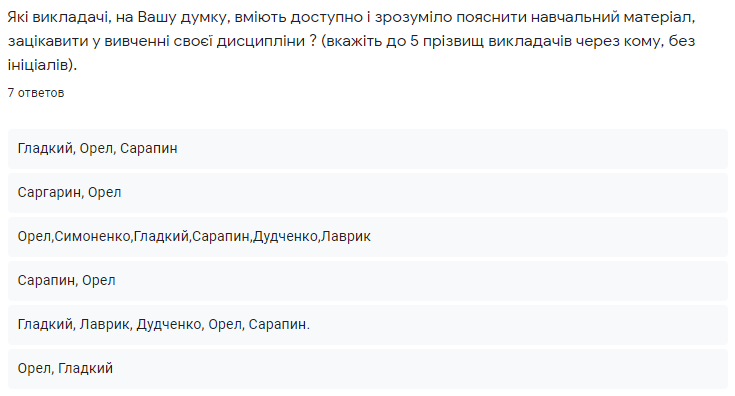 Які викладачі, на Вашу думку, вміють доступно і зрозуміло пояснити навчальний матеріал,
зацікавити у вивченні своєї дисципліни ? (вкажіть до 5 прізвищ викладачів через кому, без
ініціалів).
7 ответов
Гладкий, Орел, Сарапин
Саргарин, Орел
Орел,Симоненко,Гладкий,Сарапин,Дудченко,Лаврик
Сарапин, Орел
Гладкий, Лаврик, Дудченко, Орел, Сарапин.
Орел, Гладкий